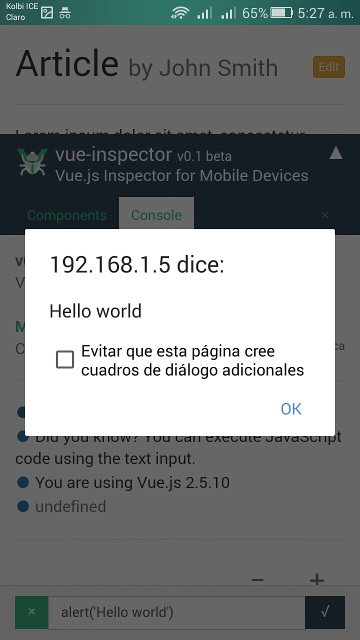 Kolbi ICE
Claro
65% 5:27 a. m.
Article by John Smith
Edit
Lorem ipsum dolor sit amet, consectetur
vue-inspector v0.1 beta
Vue.js Inspector for Mobile Devices
Components
Console
×
192.168.1.5 dice:
Hello world
Evitar que esta página cree
cuadros de diálogo adicionales
OK
Did you know? You can execute JavaScript
code using the text input.
You are using Vue.js 2.5.10
undefined
− +
× alert('Hello world') √